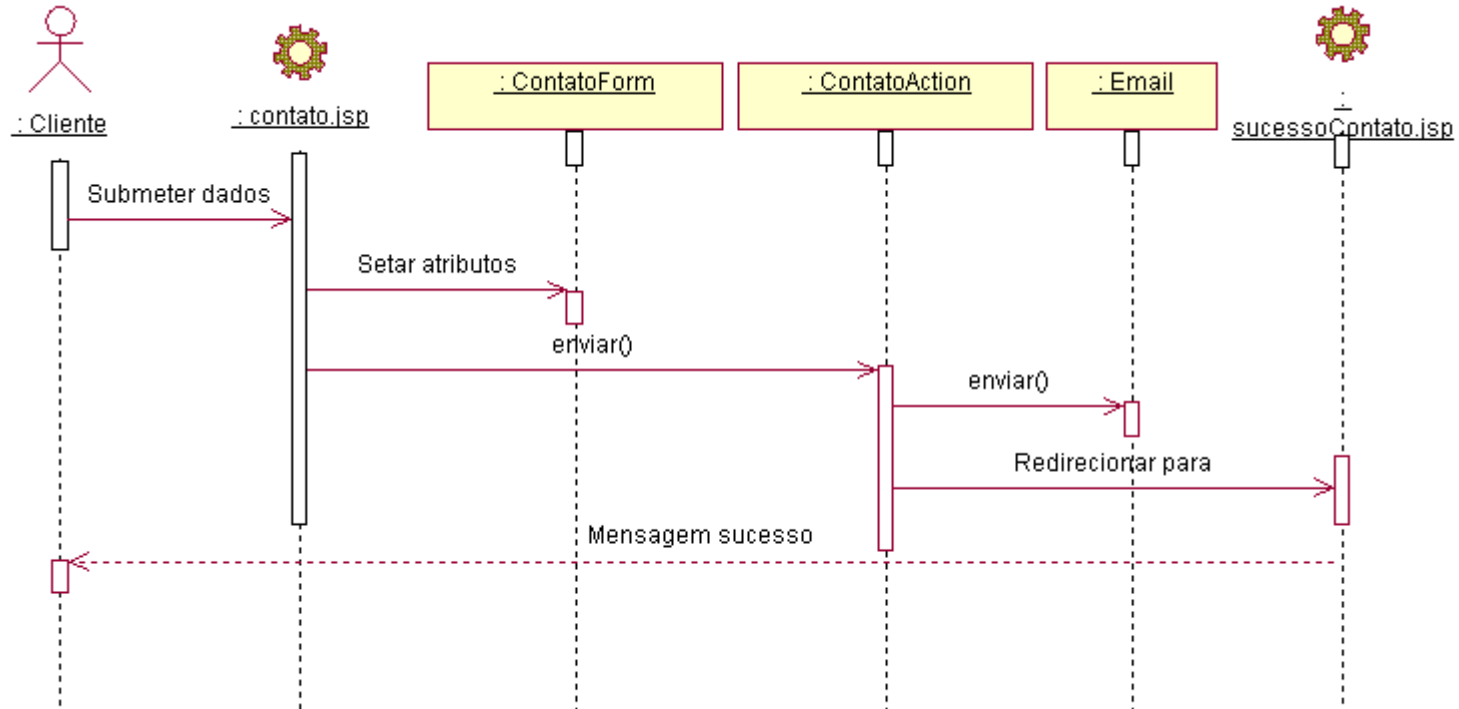 : Cliente
: contato.jsp
: ContatoForm
: ContatoAction
: Email
:
sucessoContato.jsp
Submeter dados
Setar atributos
enviar()
enviar()
Redirecionar para
Mensagem sucesso